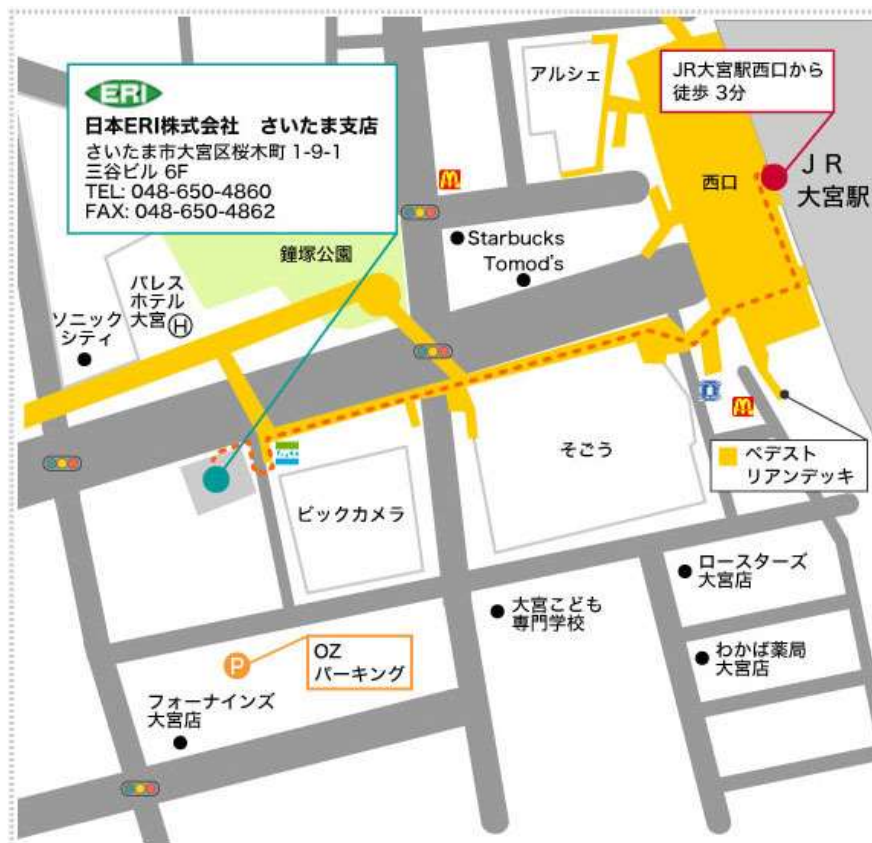 ERI
日本ERI株式会社 さいたま支店
さいたま市大宮区桜木町 1-9-1
三谷ビル 6F
TEL: 048-650-4860
FAX: 048-650-4862
アルシェ
JR大宮駅西口から
徒歩 3分
西口
JR
大宮駅
Starbucks
Tomod's
鐘塚公園
パレス
ホテル
大宮
H
ソニック
シティ
そごう
ペデスト
リアンデッキ
ビックカメラ
ロースターズ
大宮店
大宮こども
専門学校
わかば薬局
大宮店
P
OZ
パーキング
フォーナインズ
大宮店